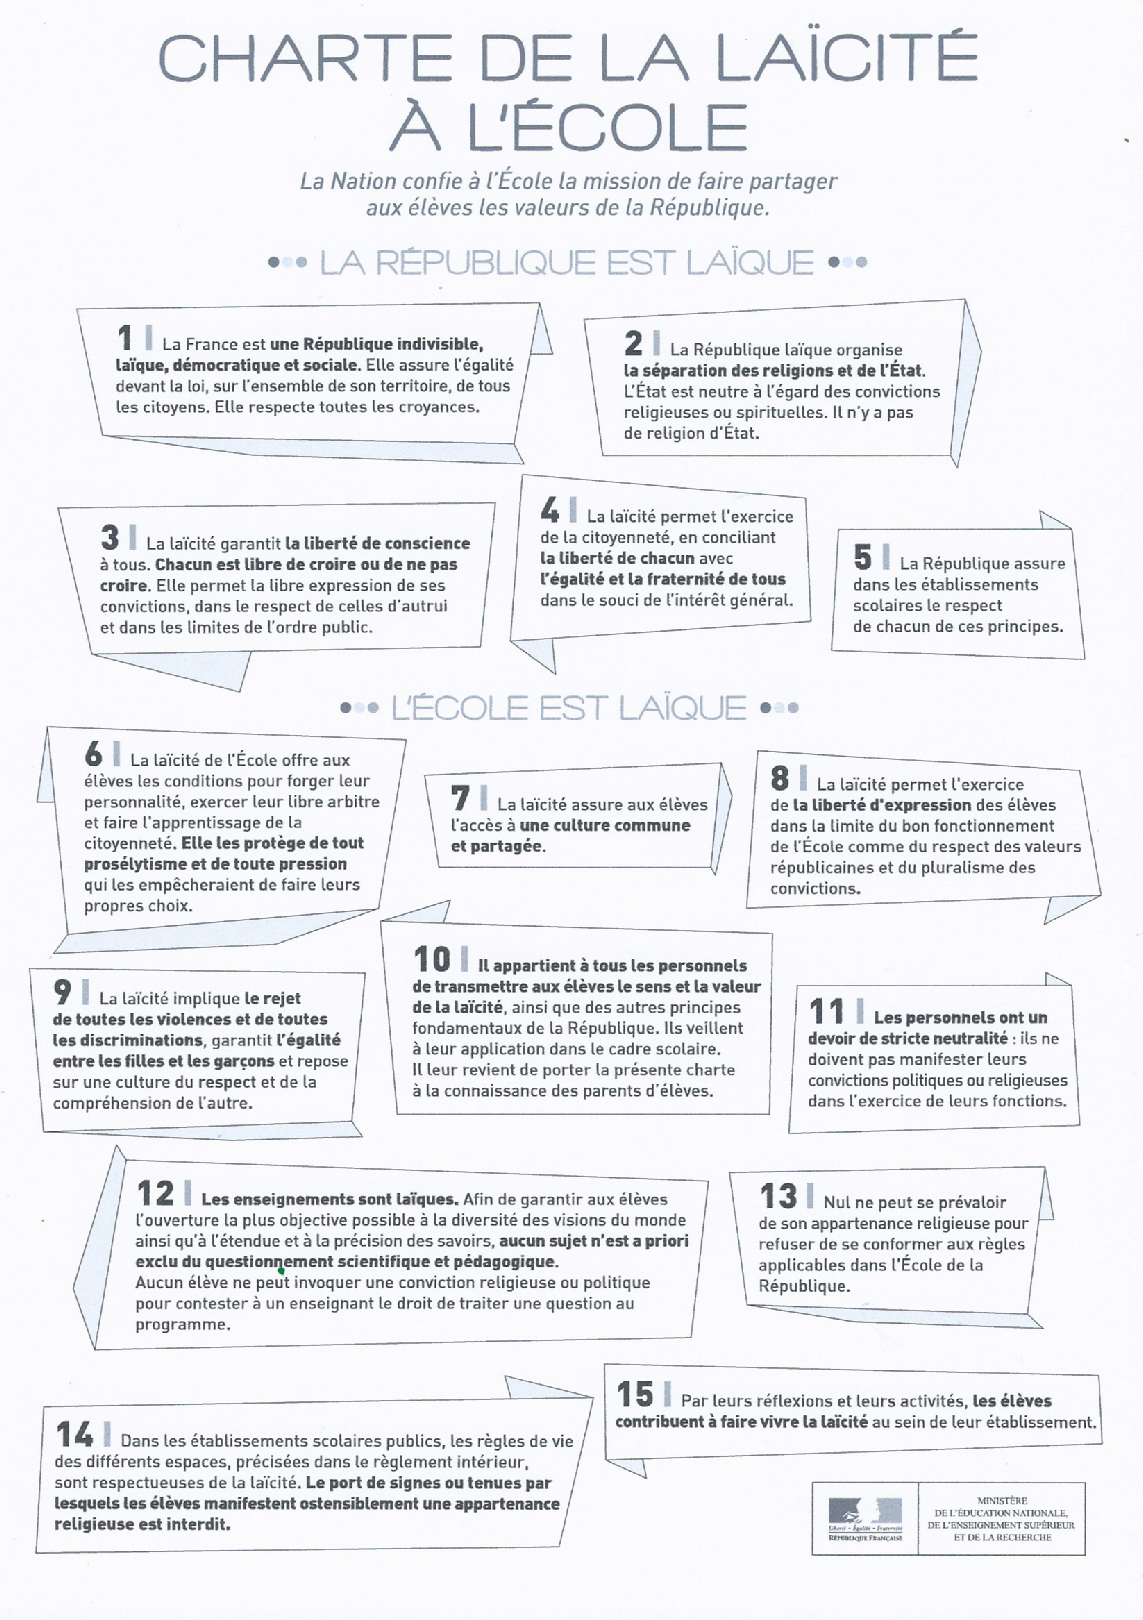 CHARTE DE LA LAÏCITÉ
À L'ÉCOLE
La Nation confie à l'École la mission de faire partager
aux élèves les valeurs de la République.
LA RÉPUBLIQUE EST LAÏQUE
1 | La France est une République indivisible,
laïque, démocratique et sociale. Elle assure l'égalité
devant la loi, sur l'ensemble de son territoire, de tous
les citoyens. Elle respecte toutes les croyances.
2 | La République laïque organise
la séparation des religions et de l'État.
L'État est neutre à l'égard des convictions
religieuses ou spirituelles. Il n'y a pas
de religion d'État.
3 | La laïcité garantit la liberté de conscience
à tous. Chacun est libre de croire ou de ne pas
croire. Elle permet la libre expression de ses
convictions, dans le respect de celles d'autrui
et dans les limites de l'ordre public.
4 | La laïcité permet l'exercice
de la citoyenneté, en conciliant
la liberté de chacun avec
l'égalité et la fraternité de tous
dans le souci de l'intérêt général.
5 | La République assure
dans les établissements
scolaires le respect
de chacun de ces principes.
L'ÉCOLE EST LAÏQUE
6 | La laïcité de l'École offre aux
élèves les conditions pour forger leur
personnalité, exercer leur libre arbitre
et faire l'apprentissage de la
citoyenneté. Elle les protège de tout
prosélytisme et de toute pression
qui les empêcheraient de faire leurs
propres choix.
7 | La laïcité assure aux élèves
l'accès à une culture commune
et partagée.
8 | La laïcité permet l'exercice
de la liberté d'expression des élèves
dans la limite du bon fonctionnement
de l'École comme du respect des valeurs
républicaines et du pluralisme des
convictions.
9 | La laïcité implique le rejet
de toutes les violences et de toutes
les discriminations, garantit l'égalité
entre les filles et les garçons et repose
sur une culture du respect et de la
compréhension de l'autre.
10 | Il appartient à tous les personnels
de transmettre aux élèves le sens et la valeur
de la laïcité, ainsi que des autres principes
fondamentaux de la République. Ils veillent
à leur application dans le cadre scolaire.
Il leur revient de porter la présente charte
à la connaissance des parents d'élèves.
11 | Les personnels ont un
devoir de stricte neutralité : ils ne
doivent pas manifester leurs
convictions politiques ou religieuses
dans l'exercice de leurs fonctions.
12 | Les enseignements sont laïques. Afin de garantir aux élèves
l'ouverture la plus objective possible à la diversité des visions du monde
ainsi qu'à l'étendue et à la précision des savoirs, aucun sujet n'est a priori
exclu du questionnement scientifique et pédagogique.
Aucun élève ne peut invoquer une conviction religieuse ou politique
pour contester à un enseignant le droit de traiter une question au
programme.
13 | Nul ne peut se prévaloir
de son appartenance religieuse pour
refuser de se conformer aux règles
applicables dans l'École de la
République.
14 | Dans les établissements scolaires publics, les règles de vie
des différents espaces, précisées dans le règlement intérieur,
sont respectueuses de la laïcité. Le port de signes ou tenues par
lesquels les élèves manifestent ostensiblement une appartenance
religieuse est interdit.
15 | Par leurs réflexions et leurs activités, les élèves
contribuent à faire vivre la laïcité au sein de leur établissement.
Liberté • Égalité • Fraternité
RÉPUBLIQUE FRANÇAISE
MINISTÈRE
DE L'ÉDUCATION NATIONALE,
DE L'ENSEIGNEMENT SUPÉRIEUR
ET DE LA RECHERCHE